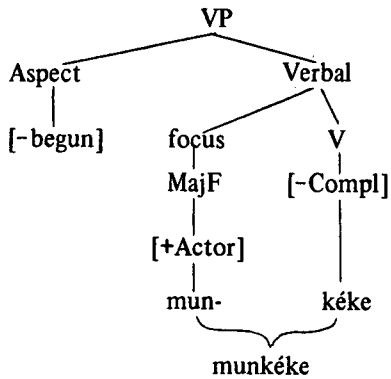 VP
Aspect Verbal
[-begun] focus V
MajF [-Compl]
[+Actor]
mun- kéke
munkéke